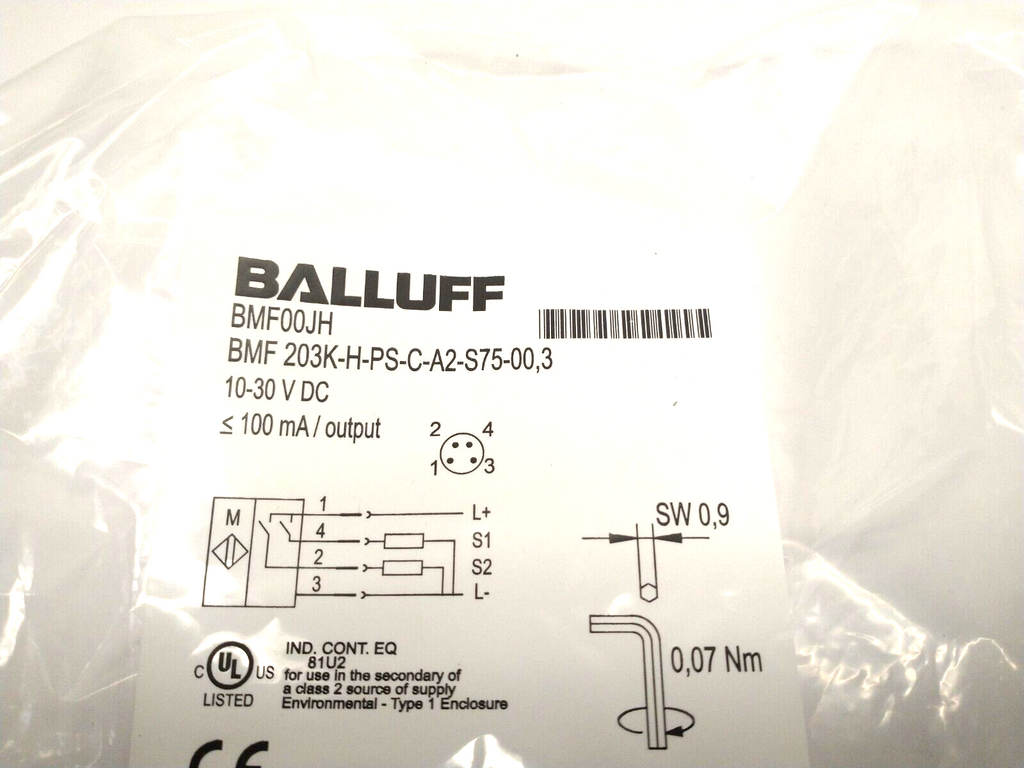 BALLUFF
BMF00JH
BMF 203K-H-PS-C-A2-S75-00,3
10-30 V DC
≤ 100 mA / output
2 4
1 3
M
1 L+
4 S1
2 S2
3 L-
SW 0,9
0,07 Nm
C UL US
LISTED
IND. CONT. EQ
81U2
for use in the secondary of
a class 2 source of supply
Environmental - Type 1 Enclosure
CE